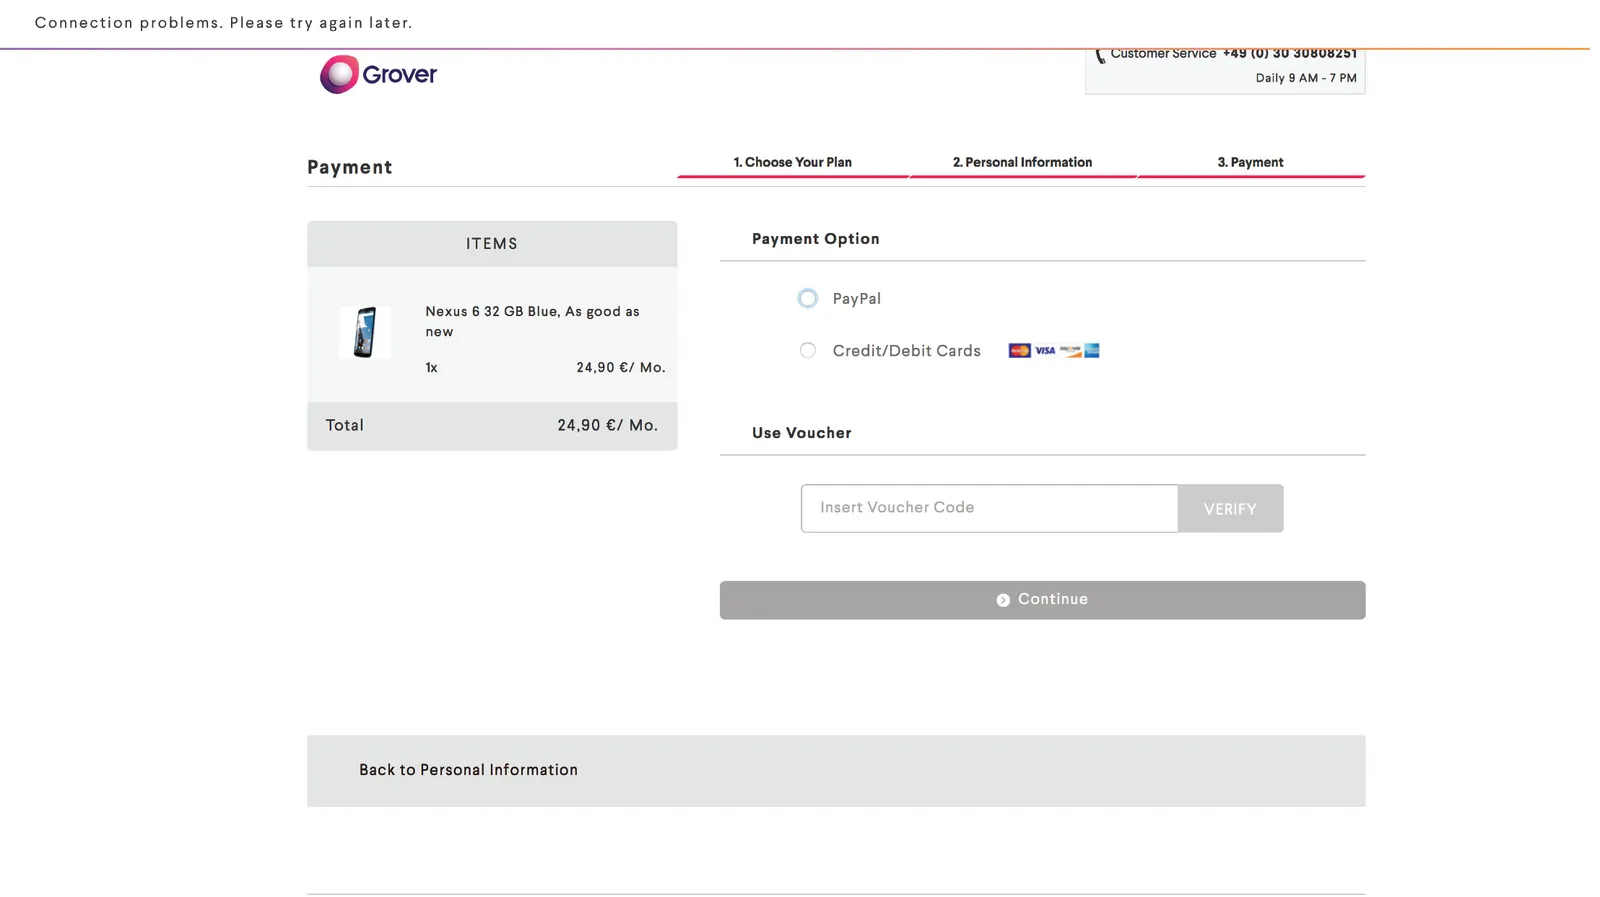 Connection problems. Please try again later.
Grover
Customer Service +49 (0) 30 30808251
Daily 9 AM - 7 PM
Payment
1. Choose Your Plan
2. Personal Information
3. Payment
ITEMS
Nexus 6 32 GB Blue, As good as
new
1x 24,90 €/ Mo.
Total 24,90 €/ Mo.
Payment Option
PayPal
Credit/Debit Cards
VISA
Use Voucher
Insert Voucher Code
VERIFY
Continue
Back to Personal Information